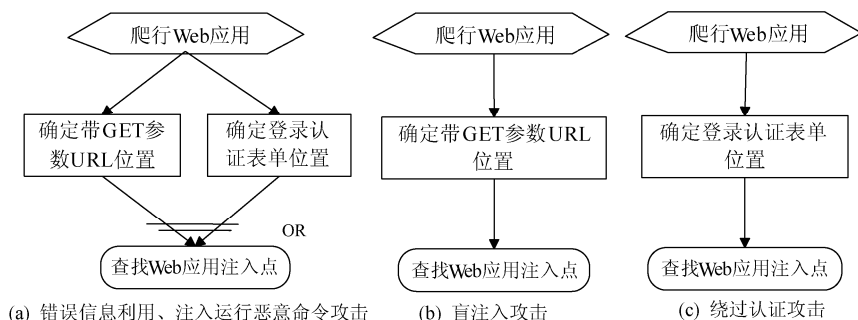 爬行Web应用
确定带GET参
数URL位置
确定登录认
证表单位置
OR
查找Web应用注入点
(a) 错误信息利用、注入运行恶意命令攻击
爬行Web应用
确定带GET参数URL
位置
查找Web应用注入点
(b) 盲注入攻击
爬行Web应用
确定登录认证表单
位置
查找Web应用注入点
(c) 绕过认证攻击